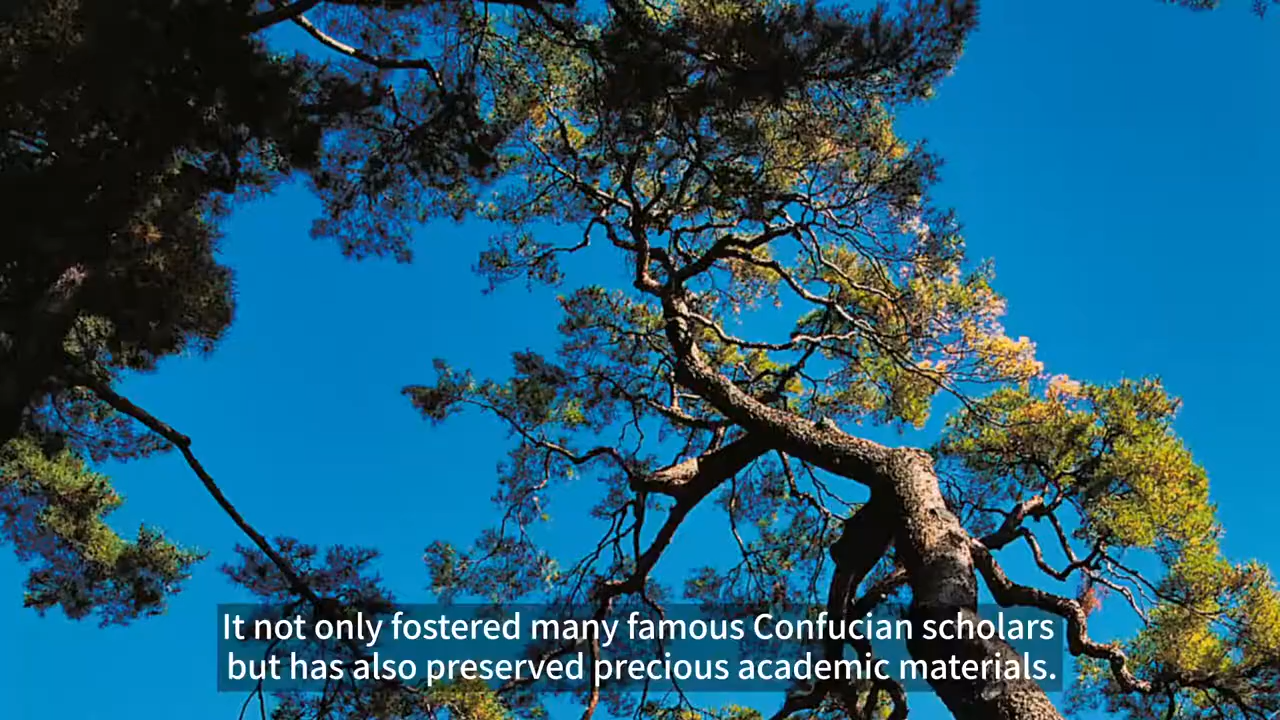 It not only fostered many famous Confucian scholars
but has also preserved precious academic materials.